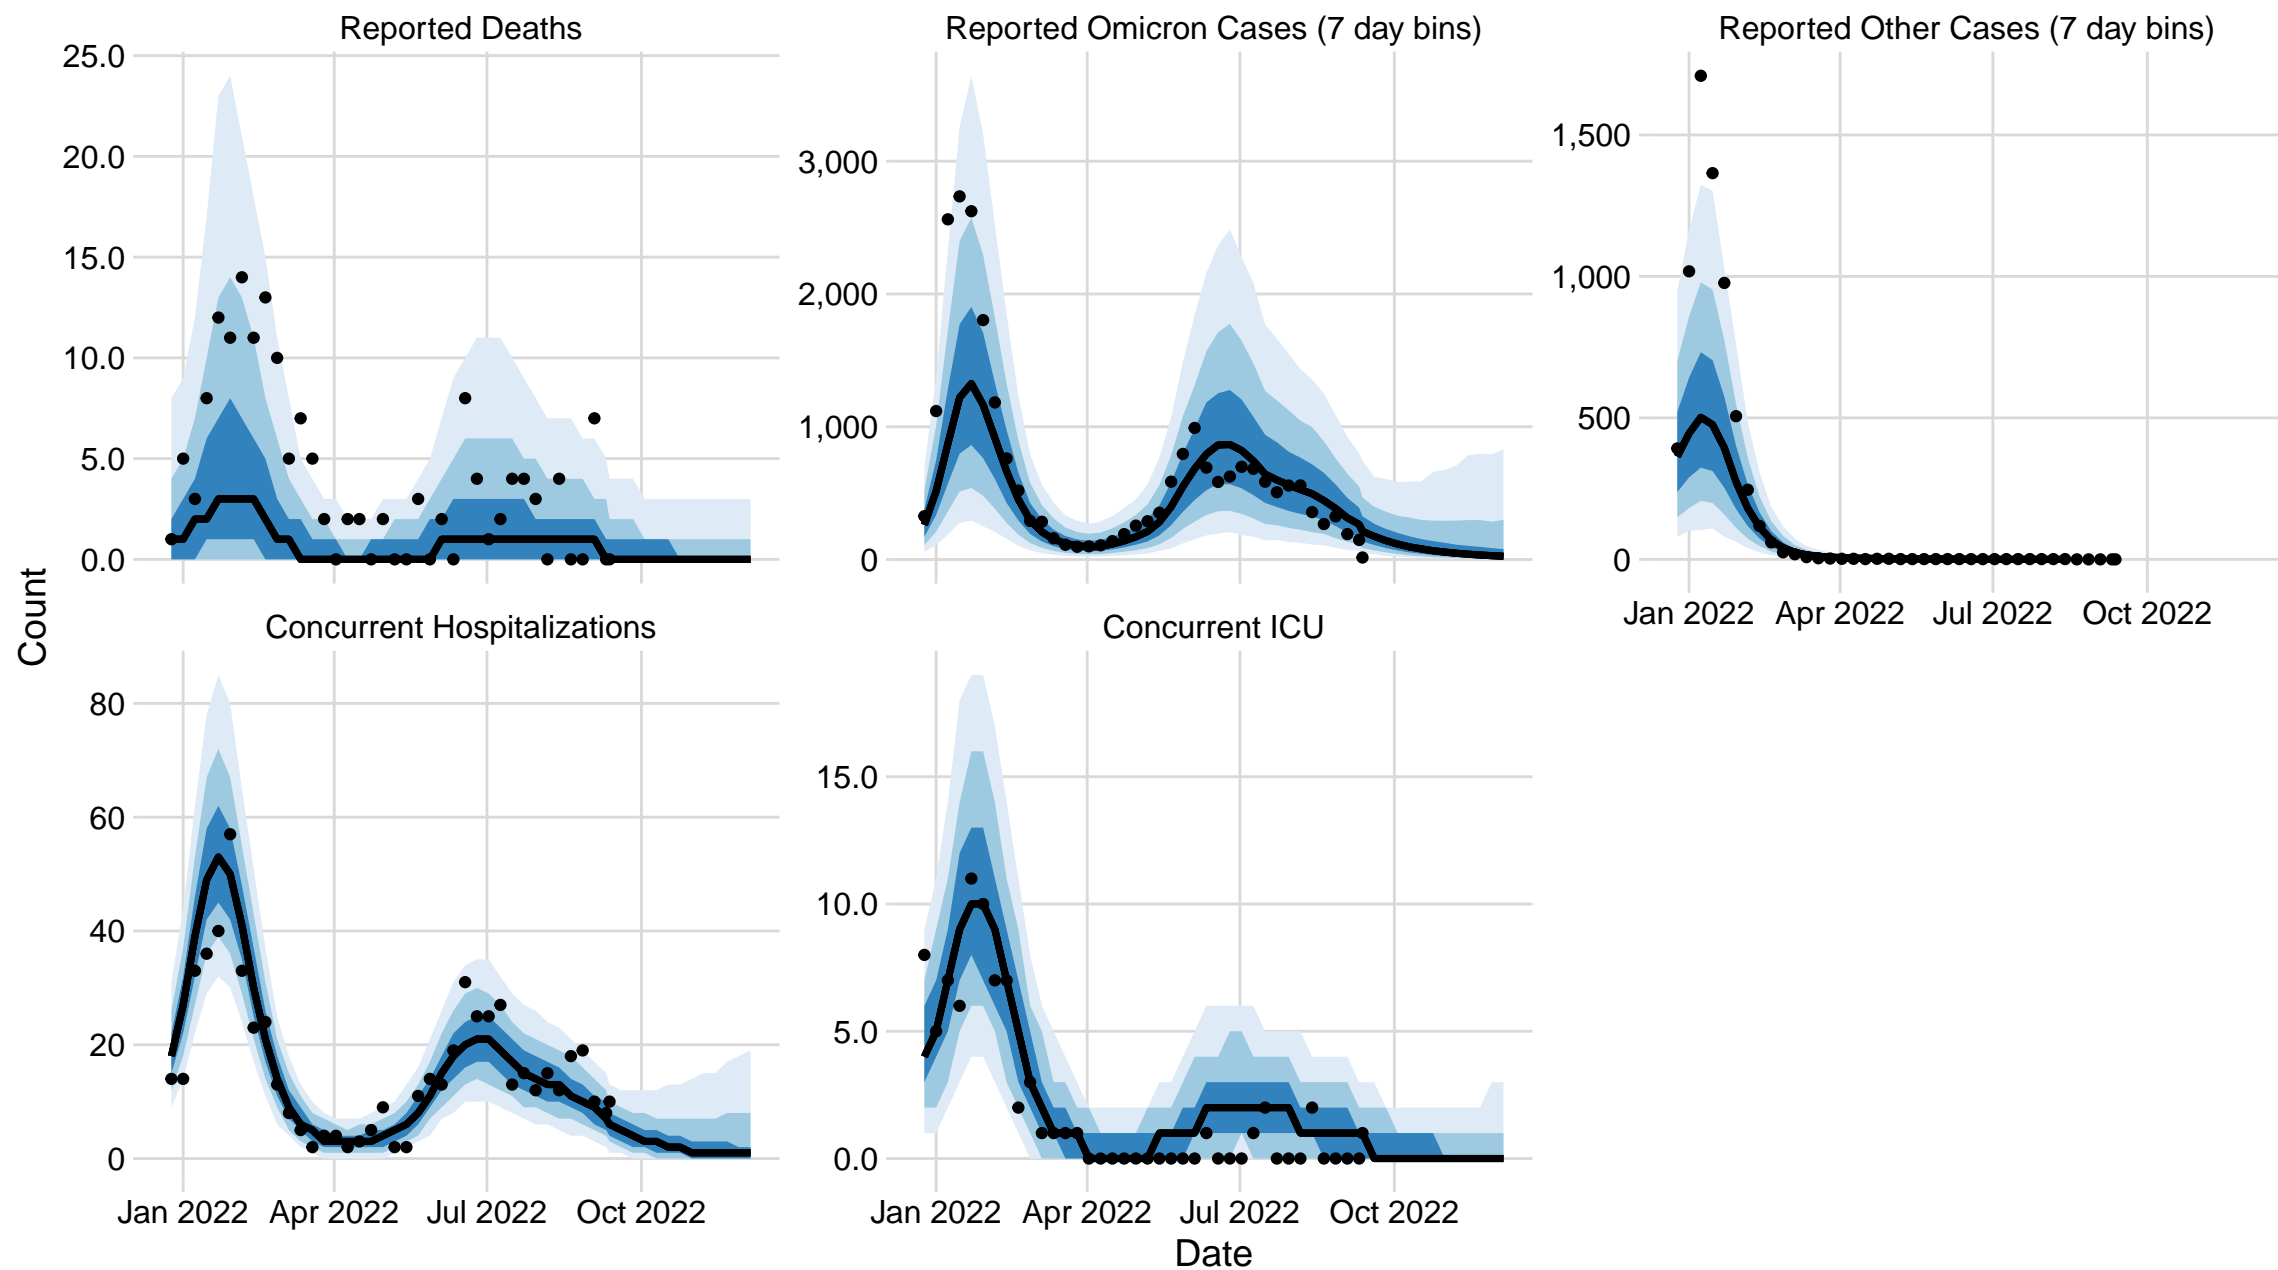 Reported Deaths
Reported Omicron Cases (7 day bins)
Reported Other Cases (7 day bins)
25.0
20.0
15.0
10.0
5.0
0.0
3,000
2,000
1,000
0
1,500
1,000
500
0
Jan 2022 Apr 2022 Jul 2022 Oct 2022
Count
Concurrent Hospitalizations
Concurrent ICU
80
60
40
20
0
15.0
10.0
5.0
0.0
Jan 2022 Apr 2022 Jul 2022 Oct 2022
Jan 2022 Apr 2022 Jul 2022 Oct 2022
Date